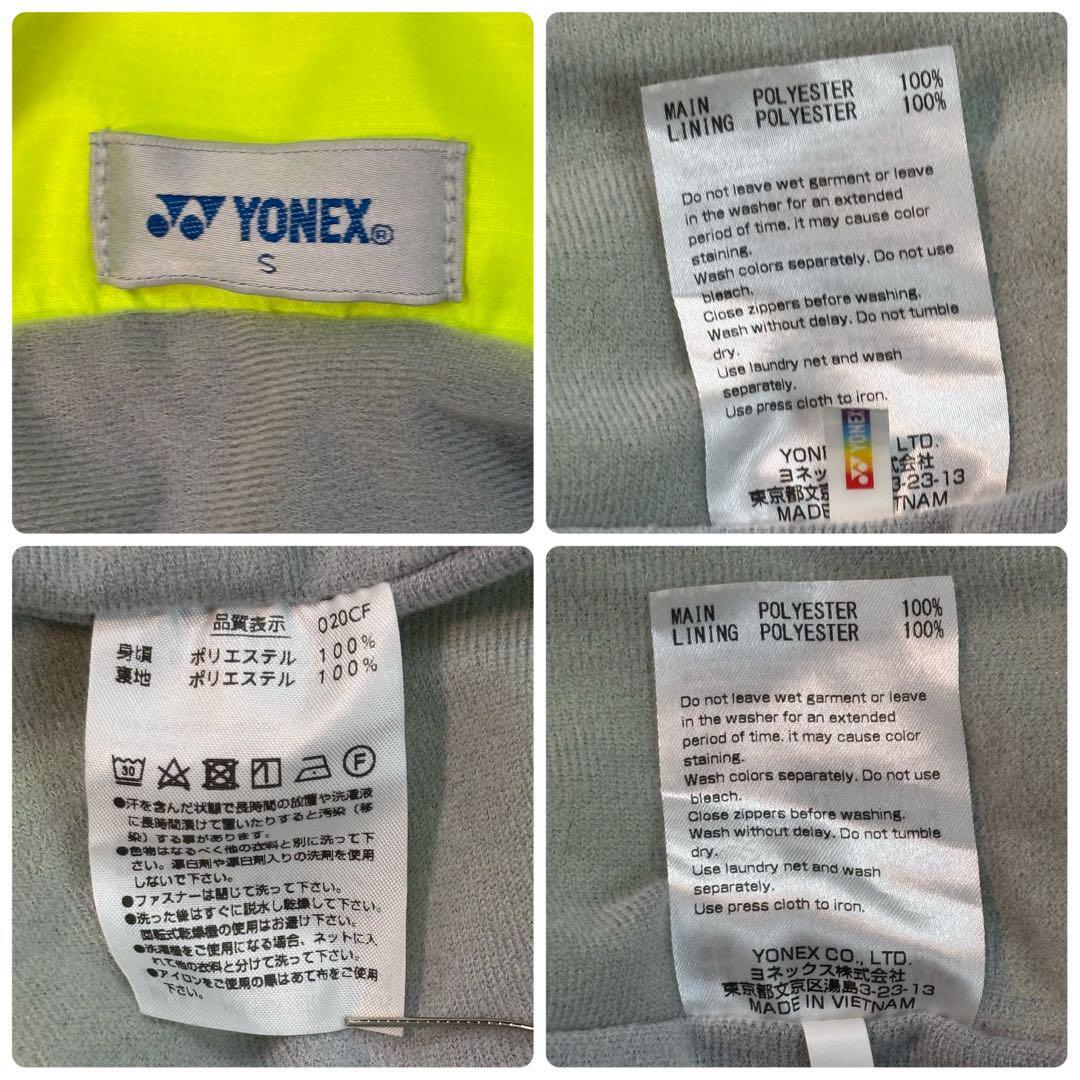 YONEX®
S
MAIN POLYESTER 100%
LINING POLYESTER 100%
Do not leave wet garment or leave
in the washer for an extended
period of time. it may cause color
staining.
Wash colors separately. Do not use
bleach.
Close zippers before washing.
Wash without delay. Do not tumble
dry.
Use laundry net and wash
separately.
Use press cloth to iron.
YONEX
LTD.
ヨネッ 会社
東京都文 3-23-13
MADE TNAM
品質表示 020CF
身頃 ポリエステル 100%
裏地 ポリエステル 100%
30 F
●汗を含んだ状態で長時間の放置や洗濯液
に長時間漬けて置いたりすると汚染(移
染)する事があります。
●色物はなるべく他の衣料と別に洗って下
さい。漂白剤や漂白剤入りの洗剤を使用
しないで下さい。
●ファスナーは閉じて洗って下さい。
●洗った後はすぐに脱水し乾燥して下さい。
回転式乾燥機の使用はお避け下さい。
●洗濯機をご使用になる場合、ネットに入
れて他の衣料と分けて洗って下さい。
●アイロンをご使用の際はあて布をご使用
下さい。
MAIN POLYESTER 100%
LINING POLYESTER 100%
Do not leave wet garment or leave
in the washer for an extended
period of time. it may cause color
staining.
Wash colors separately. Do not use
bleach.
Close zippers before washing.
Wash without delay. Do not tumble
dry.
Use laundry net and wash
separately.
Use press cloth to iron.
YONEX CO., LTD.
ヨネックス株式会社
東京都文京区湯島3-23-13
MADE IN VIETNAM